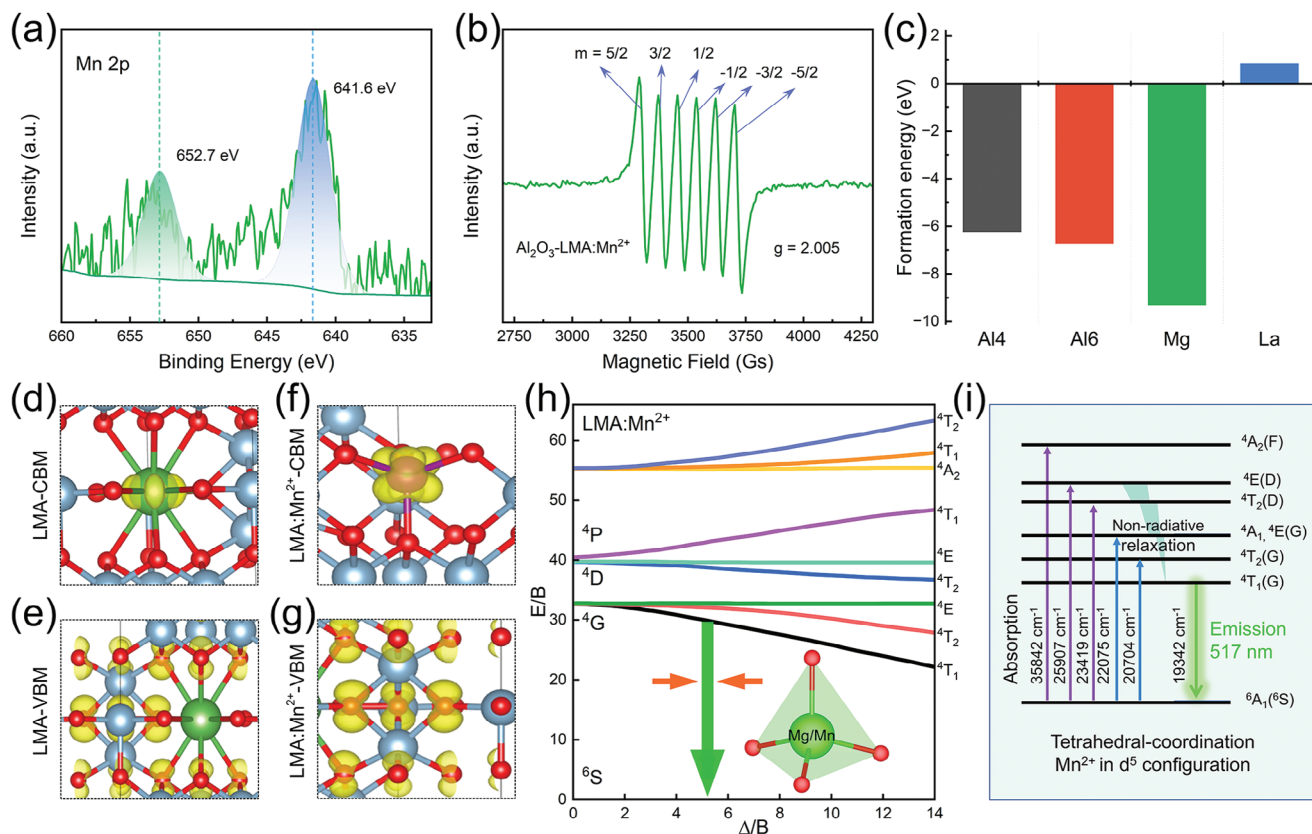 (a)
Mn 2p
641.6 eV
652.7 eV
Intensity (a.u.)
660 655 650 645 640 635
Binding Energy (eV)
(b)
m = 5/2 3/2 1/2 -1/2 -3/2 -5/2
Intensity (a.u.)
Al₂O₃-LMA:Mn²⁺
g = 2.005
2750 3000 3250 3500 3750 4000 4250
Magnetic Field (Gs)
(c)
Formation energy (eV)
2
0
−2
−4
−6
−8
−10
Al4 Al6 Mg La
(d)
LMA-CBM
(f)
LMA:Mn²⁺-CBM
(e)
LMA-VBM
(g)
LMA:Mn²⁺-VBM
(h)
LMA:Mn²⁺
E/B
60
50
40
30
20
10
0
⁴P
⁴D
⁴G
⁶S
⁴T₂
⁴T₁
⁴A₂
⁴T₁
⁴E
⁴T₂
⁴E
⁴T₂
⁴T₁
Mg/Mn
0 2 4 6 8 10 12 14
Δ/B
(i)
⁴A₂(F)
⁴E(D)
⁴T₂(D)
⁴A₁,⁴E(G)
⁴T₂(G)
⁴T₁(G)
⁶A₁(⁶S)
Non-radiative
relaxation
Absorption
35842 cm⁻¹
25907 cm⁻¹
23419 cm⁻¹
22075 cm⁻¹
20704 cm⁻¹
19342 cm⁻¹
Emission
517 nm
Tetrahedral-coordination
Mn²⁺ in d⁵ configuration